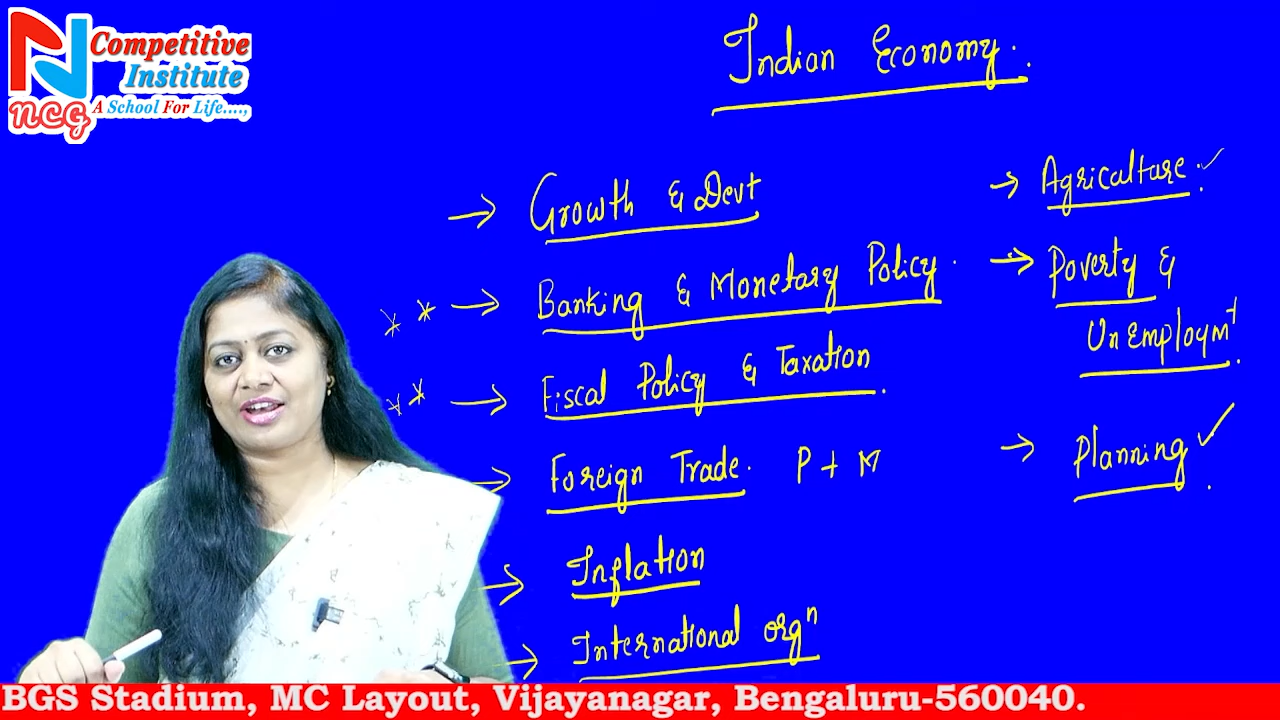 Competitive
Institute
NCG A School For Life....,
Indian Economy.
→ Growth & Devt
* * → Banking & Monetary Policy.
* * → Fiscal Policy & Taxation.
→ Foreign Trade. P + M
→ Inflation
→ International orgⁿ
→ Agriculture. ✓
→ Poverty &
UnEmploymᵗ.
→ Planning ✓
BGS Stadium, MC Layout, Vijayanagar, Bengaluru-560040.